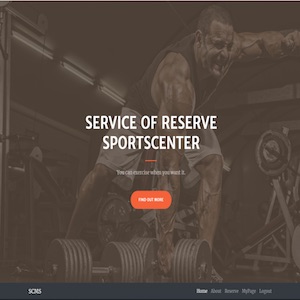 SERVICE OF RESERVE
SPORTSCENTER
You can exercise when you want it.
FIND OUT MORE
SCMS
Home About Reserve MyPage Logout